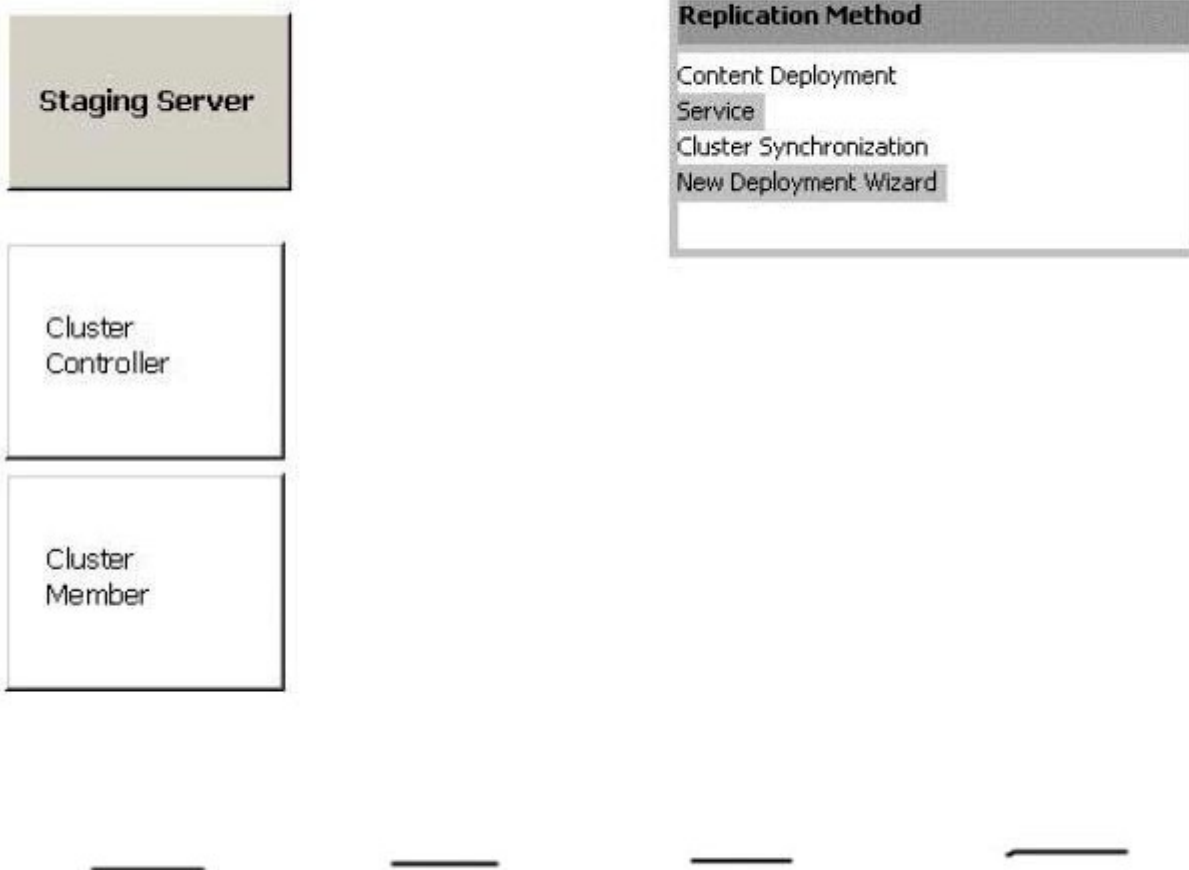 Staging Server
Cluster
Controller
Cluster
Member
Replication Method
Content Deployment
Service
Cluster Synchronization
New Deployment Wizard